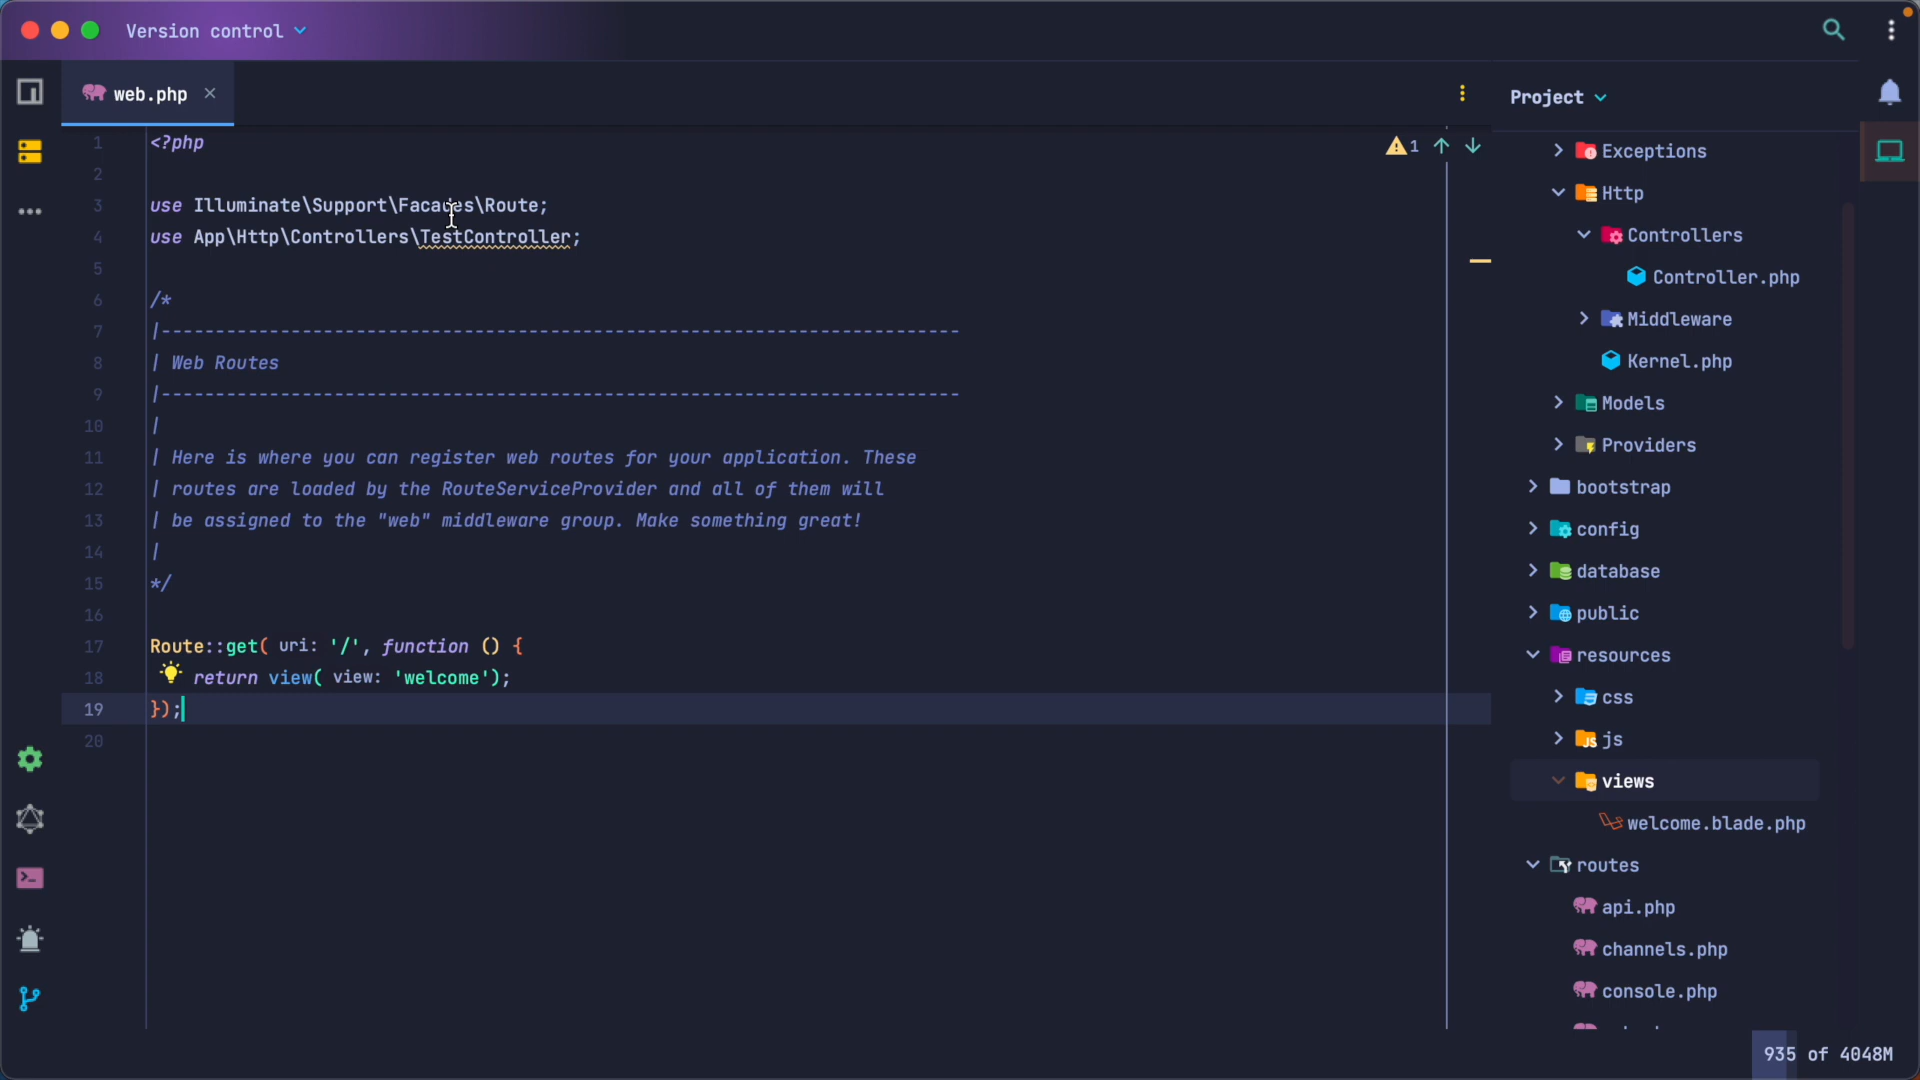 Version control
web.php
Project
1 <?php
1
2
3 use Illuminate\Support\Facades\Route;
4 use App\Http\Controllers\TestController;
5
6 /*
7 |--------------------------------------------------------------------------
8 | Web Routes
9 |--------------------------------------------------------------------------
10 |
11 | Here is where you can register web routes for your application. These
12 | routes are loaded by the RouteServiceProvider and all of them will
13 | be assigned to the "web" middleware group. Make something great!
14 |
15 */
16
17 Route::get( uri: '/', function () {
18 return view( view: 'welcome');
19 });
20
Exceptions
Http
Controllers
Controller.php
Middleware
Kernel.php
Models
Providers
bootstrap
config
database
public
resources
css
JS js
views
welcome.blade.php
routes
api.php
channels.php
console.php
935 of 4048M